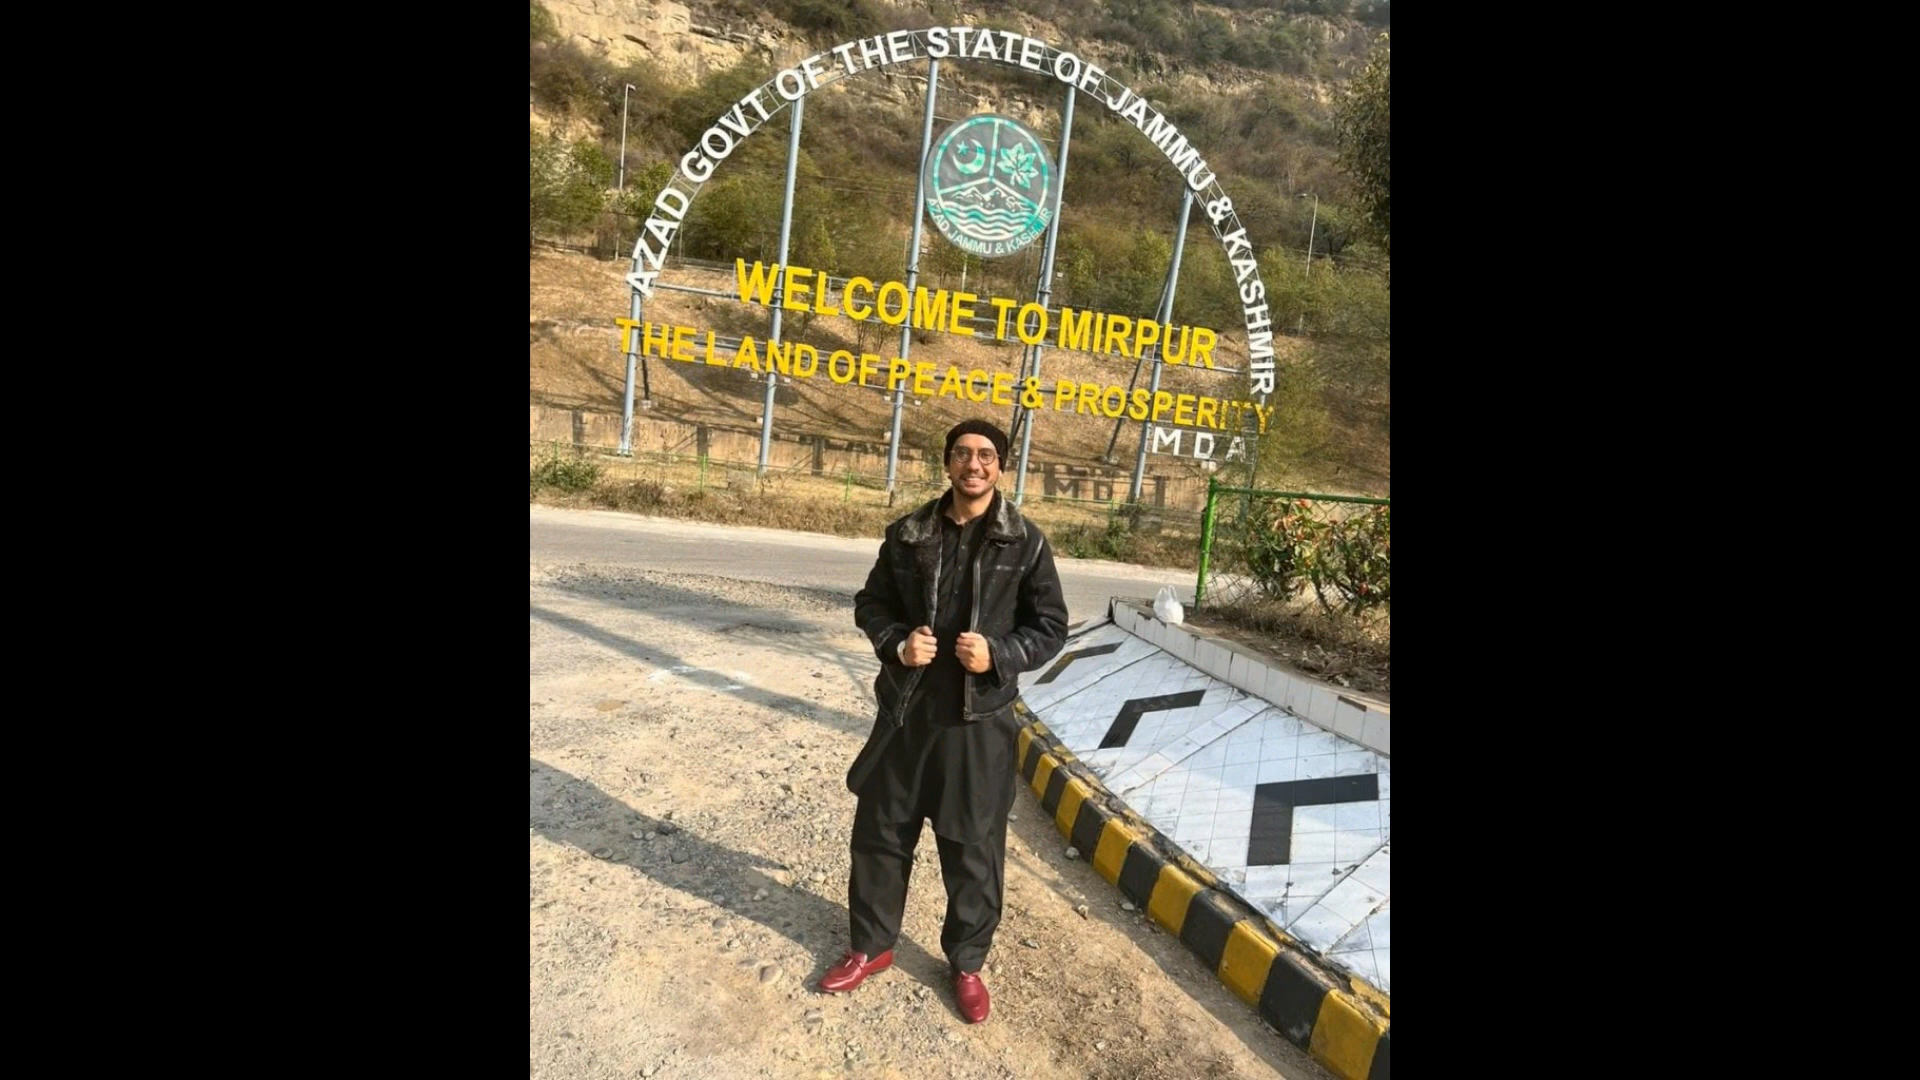 AZAD GOVT OF THE STATE OF JAMMU & KASHMIR
AZAD JAMMU & KASHMIR
WELCOME TO MIRPUR
THE LAND OF PEACE & PROSPERITY
MDA